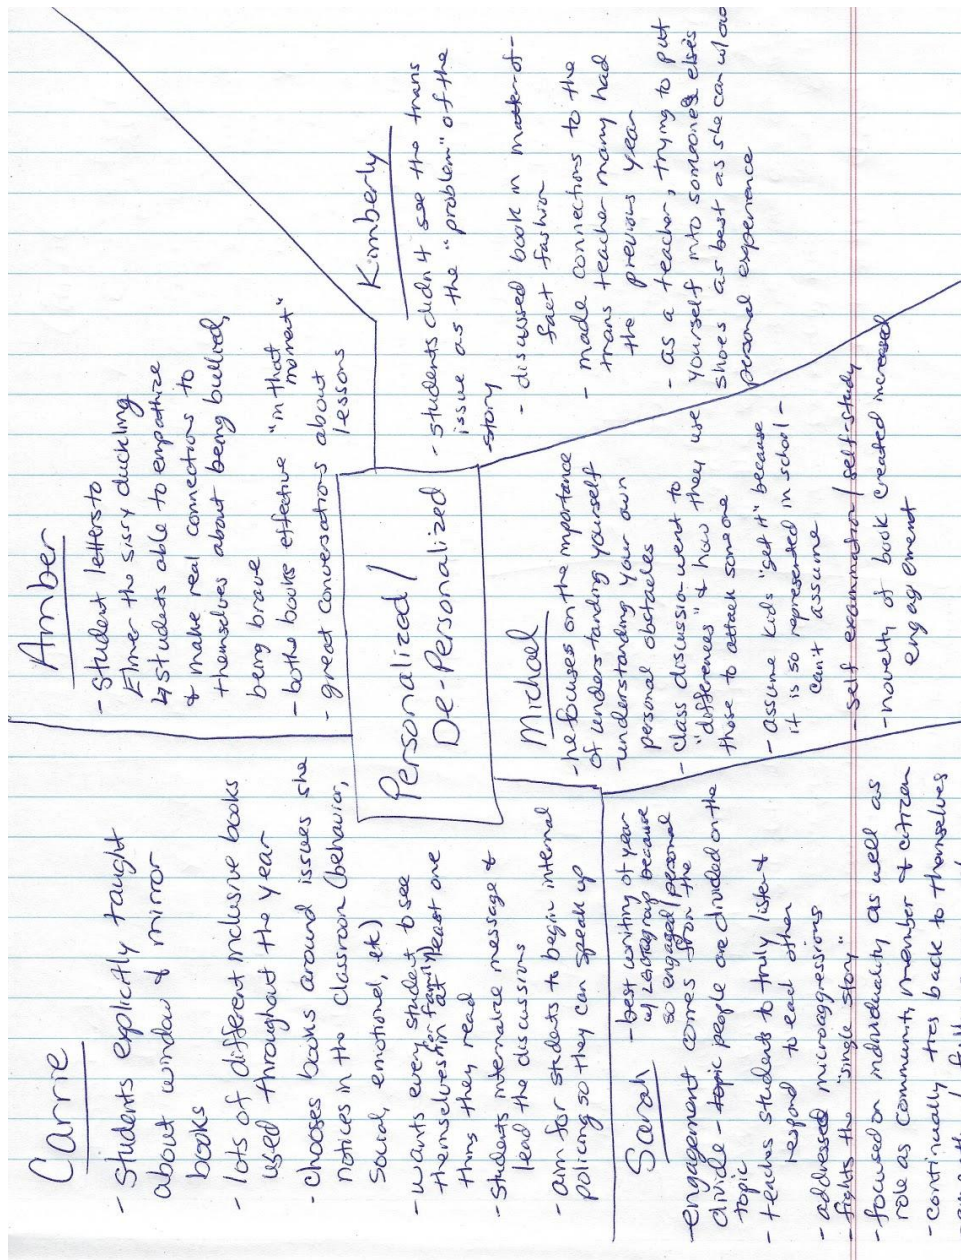 Carrie
- Students explicitly taught
about window & mirror
books
- lots of different inclusive books
used throughout the year
- chooses books around issues she
notices in the classroom (behavior,
social, emotional, etc)
- wants every student to see
themselves (or family) in at least one
thing they read
- Students internalize message &
lead the discussions
- aim for students to begin internal
policing so they can speak up
Amber
- Student letters to
Elmer the sissy duckling
↳ students able to empathize
& make real connections to
themselves about being bullied,
being brave
- bothe books effective "in that
moment"
- great conversations about
lessons
Personalized /
De-Personalized
Kimberly
- students didn't see the trans
issue as the "problem" of the
story
- discussed book in matter-of-
fact fashion
- made connections to the
trans teacher many had
the previous year
- as a teacher, trying to put
yourself into someone else's
shoes as best as she can w/out
personal experience
Sarah
- best writing of year
w/ because
so engaged/personal
- engagement comes from the
divide - topic people are divided on the
topic
- teaches students to truly listen &
respond to each other
- addressed microaggressions
- fights the "single story"
- focused on individuality as well as
role as community member & citizen
- continually ties back to themselves
Michael
- he focuses on the importance
of understanding yourself
- understanding your own
personal obstacles
- class discussion went to
"differences" & how they use
those to attack someone
- assume kids "get it" because
it is so represented in school -
can't assume
- self examination / self-study
- novelty of book created increased
engagement